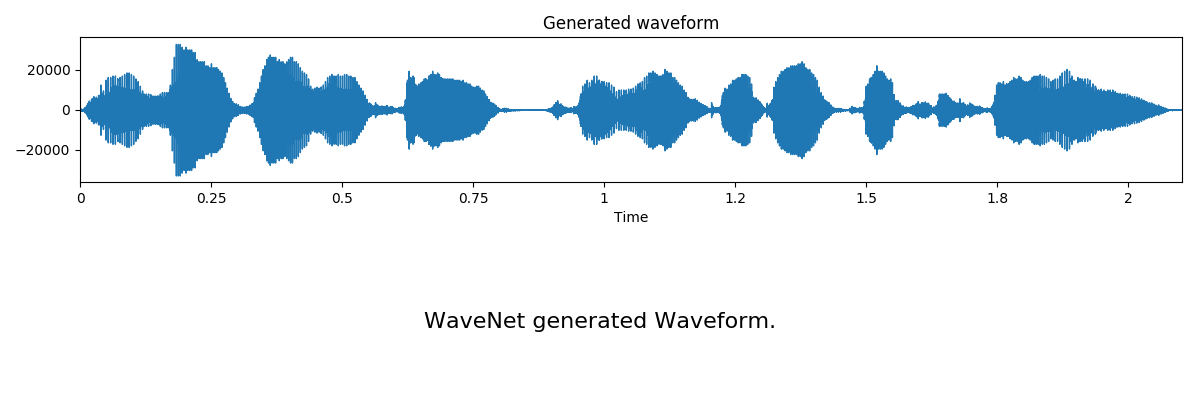 Generated waveform
20000
0
−20000
0 0.25 0.5 0.75 1 1.2 1.5 1.8 2
Time
WaveNet generated Waveform.